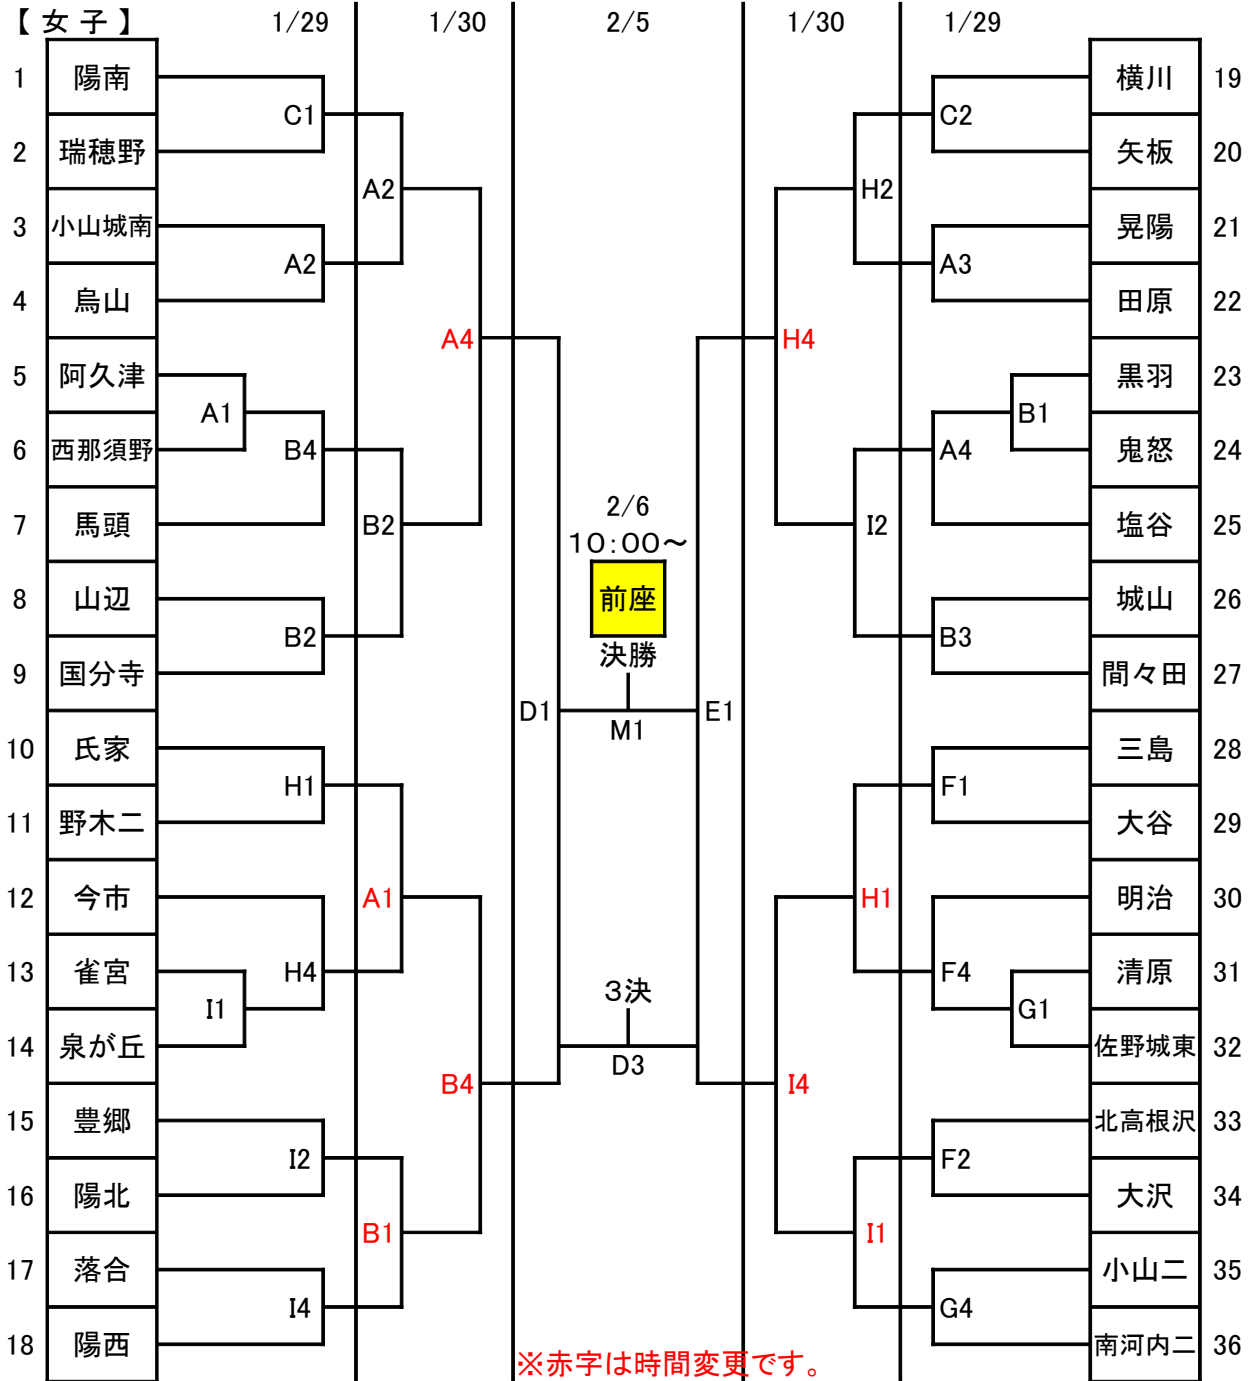 【女子】 1/29 1/30 2/5 1/30 1/29
1 陽南 横川 19
C1 C2
2 瑞穂野 矢板 20
A2 H2
3 小山城南 晃陽 21
A2 A3
4 烏山 田原 22
A4 H4
5 阿久津 黒羽 23
A1 B1
6 西那須野 B4 A4 鬼怒 24
2/6
7 馬頭 B2 I2 塩谷 25
10:00～
8 山辺 前座 城山 26
B2 B3
決勝
9 国分寺 間々田 27
D1 E1
M1
10 氏家 三島 28
H1 F1
11 野木二 大谷 29
12 今市 A1 H1 明治 30
13 雀宮 H4 F4 清原 31
3決
I1 G1
14 泉が丘 佐野城東 32
D3
B4 I4
15 豊郷 北高根沢 33
I2 F2
16 陽北 大沢 34
B1 I1
17 落合 小山二 35
I4 G4
18 陽西 南河内二 36
※赤字は時間変更です。